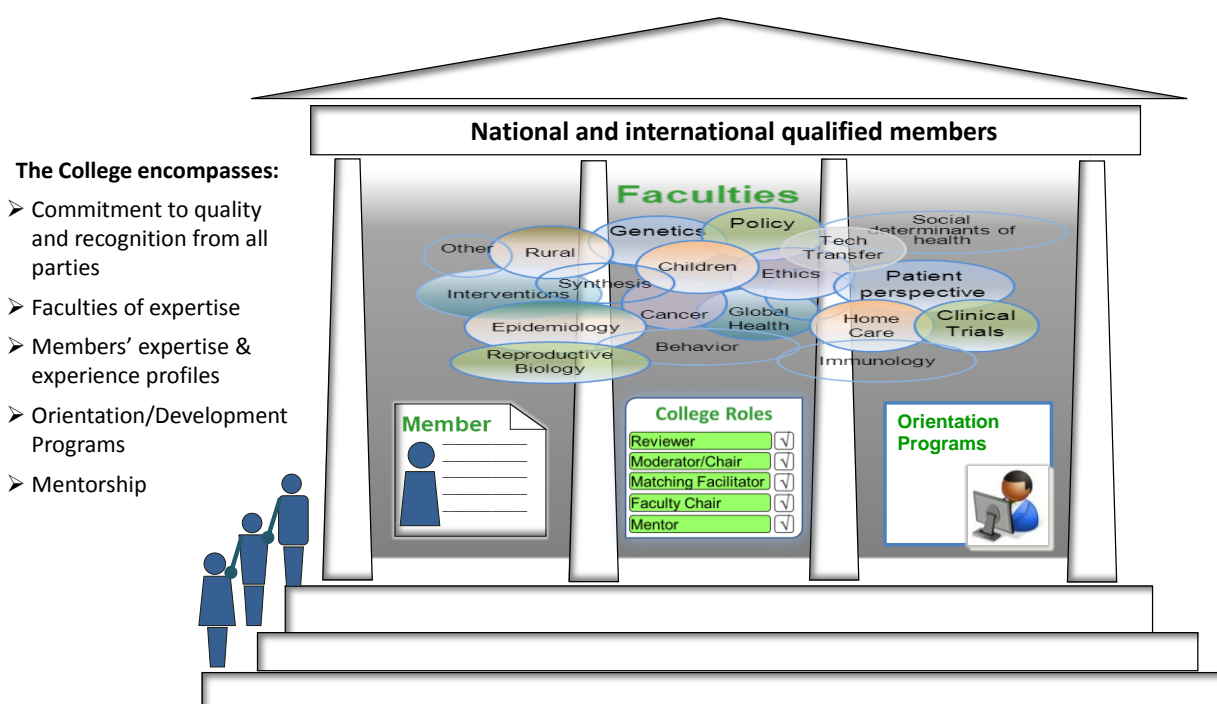 National and international qualified members
The College encompasses:
➢ Commitment to quality
and recognition from all
parties
➢ Faculties of expertise
➢ Members’ expertise &
experience profiles
➢ Orientation/Development
Programs
➢ Mentorship
Faculties
Genetics
Policy
Social
determinants of
health
Tech
Transfer
Other
Rural
Children
Ethics
Synthesis
Patient
perspective
Interventions
Cancer
Global
Health
Home
Care
Clinical
Trials
Epidemiology
Behavior
Reproductive
Biology
Immunology
Member
College Roles
Reviewer √
Moderator/Chair √
Matching Facilitator √
Faculty Chair √
Mentor √
Orientation
Programs